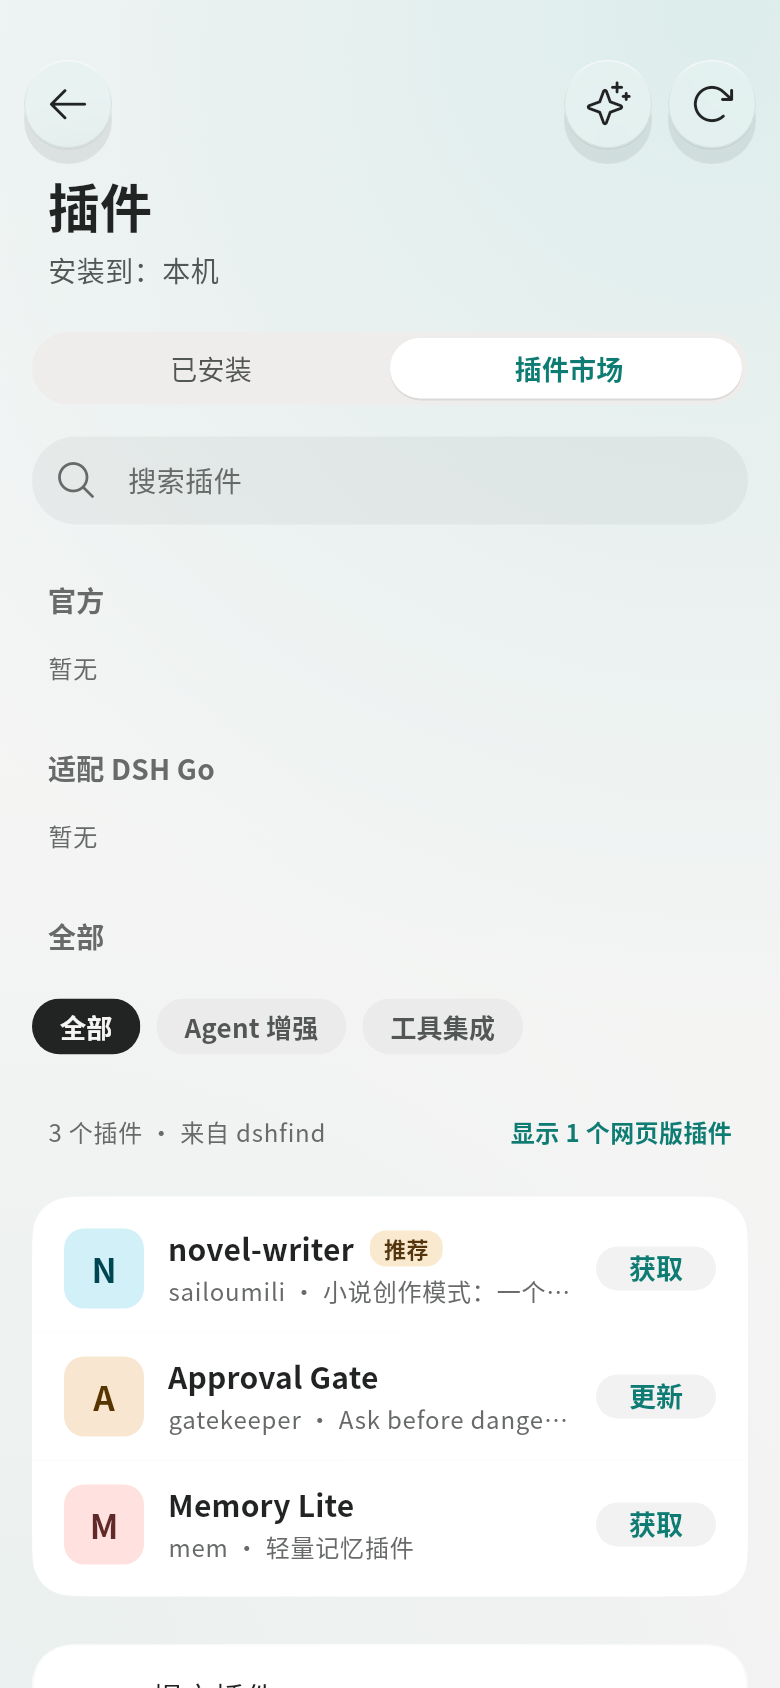 插件
安装到：本机
已安装
插件市场
搜索插件
官方
暂无
适配 DSH Go
暂无
全部
全部
Agent 增强
工具集成
3 个插件 · 来自 dshfind
显示 1 个网页版插件
N
novel-writer
推荐
sailoumili · 小说创作模式：一个…
获取
A
Approval Gate
gatekeeper · Ask before dange…
更新
M
Memory Lite
mem · 轻量记忆插件
获取